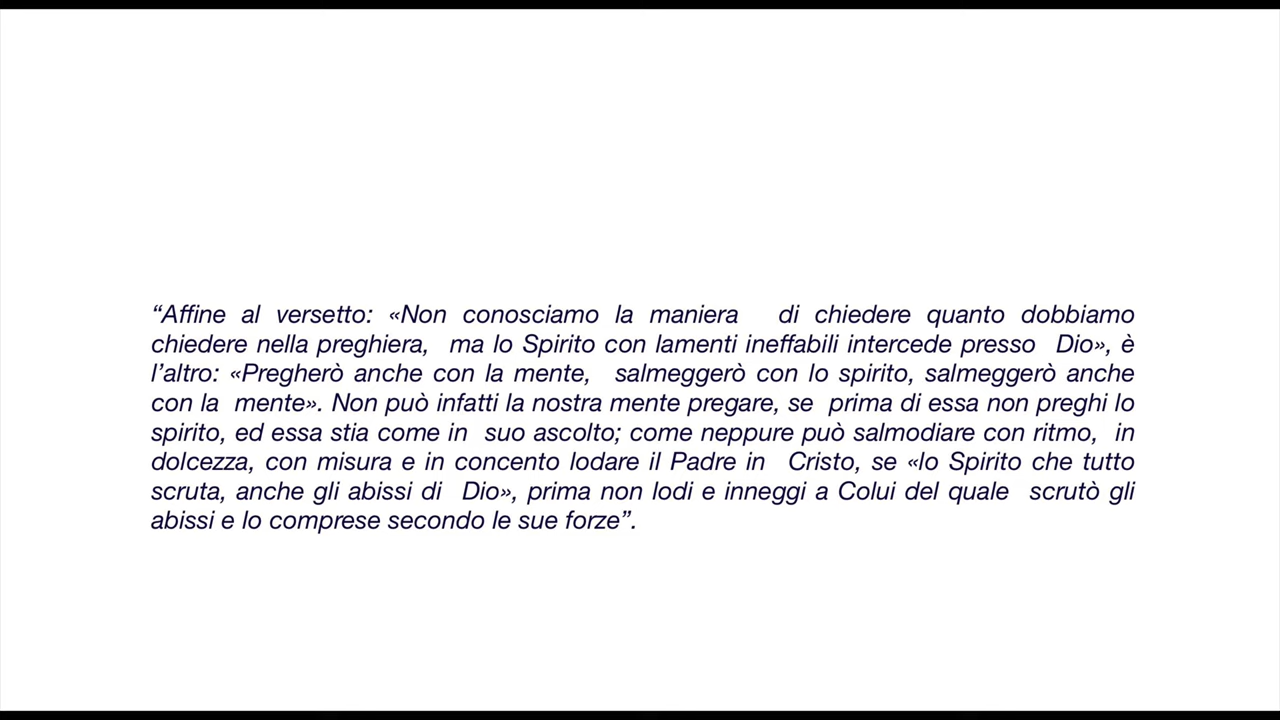 “Affine al versetto: «Non conosciamo la maniera di chiedere quanto dobbiamo
chiedere nella preghiera, ma lo Spirito con lamenti ineffabili intercede presso Dio», è
l’altro: «Pregherò anche con la mente, salmeggerò con lo spirito, salmeggerò anche
con la mente». Non può infatti la nostra mente pregare, se prima di essa non preghi lo
spirito, ed essa stia come in suo ascolto; come neppure può salmodiare con ritmo, in
dolcezza, con misura e in concento lodare il Padre in Cristo, se «lo Spirito che tutto
scruta, anche gli abissi di Dio», prima non lodi e inneggi a Colui del quale scrutò gli
abissi e lo comprese secondo le sue forze”.